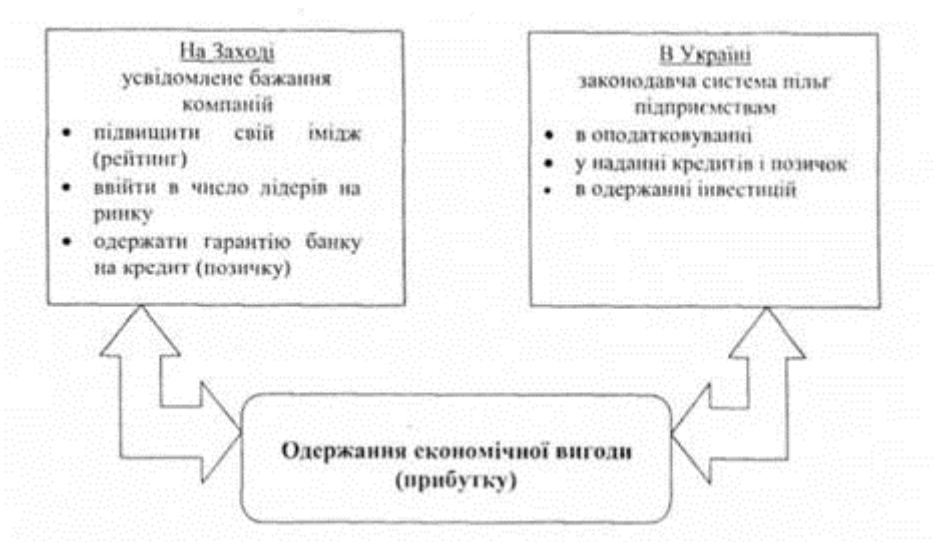 На Заході
усвідомлене бажання
компаній
• підвищити свій імідж
(рейтинг)
• ввійти в число лідерів на
ринку
• одержати гарантію банку
на кредит (позичку)
В Україні
законодавча система пільг
підприємствам
• в оподатковуванні
• у наданні кредитів і позичок
• в одержанні інвестицій
Одержання економічної вигоди
(прибутку)